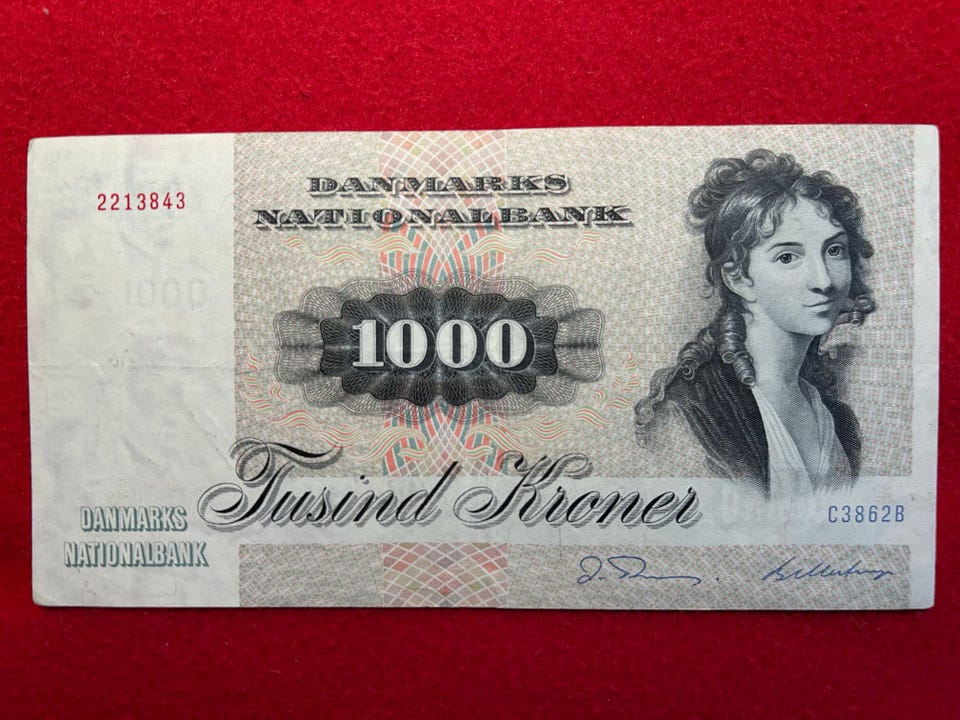 2213843
DANMARKS
NATIONALBANK
1000
Tusind Kroner
DANMARKS
NATIONALBANK
C3862B